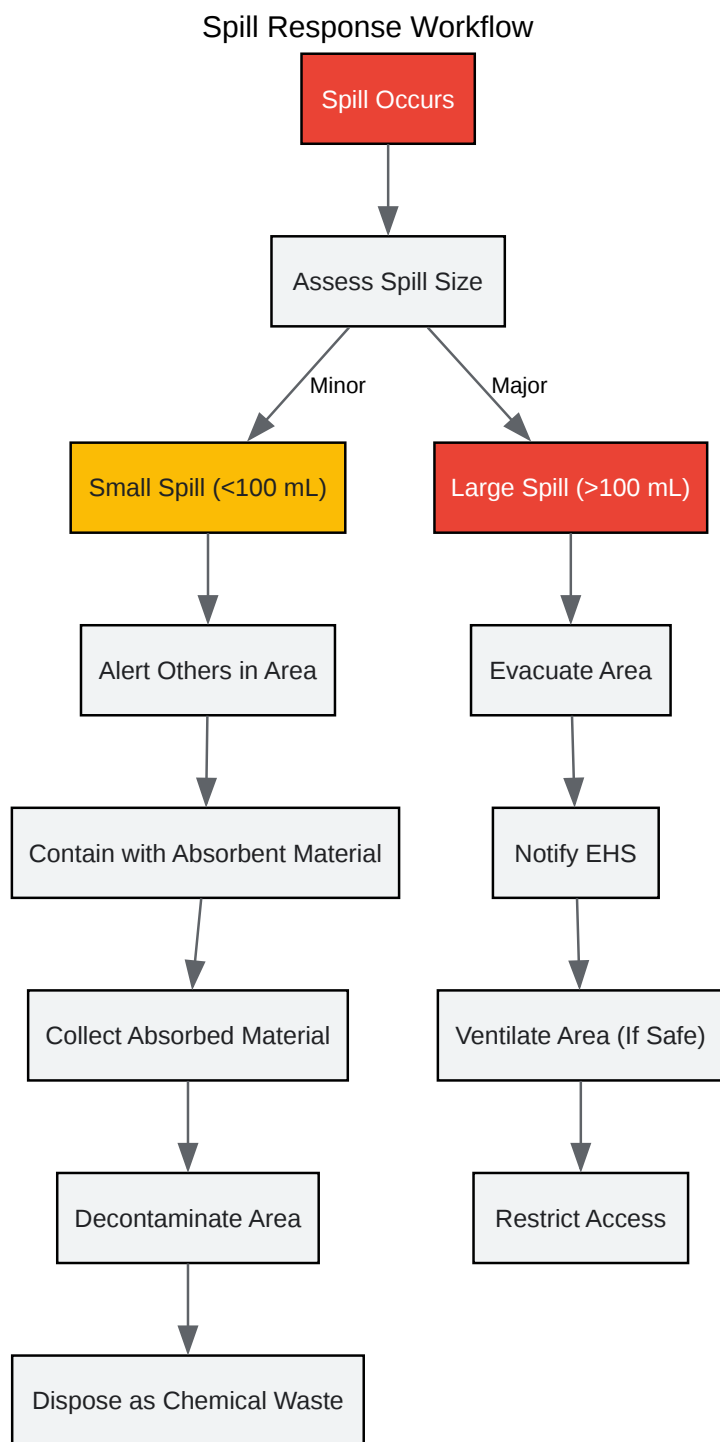 Spill Response Workflow
Spill Occurs
Assess Spill Size
Minor
Major
Small Spill (<100 mL)
Large Spill (>100 mL)
Alert Others in Area
Evacuate Area
Contain with Absorbent Material
Notify EHS
Collect Absorbed Material
Ventilate Area (If Safe)
Decontaminate Area
Restrict Access
Dispose as Chemical Waste